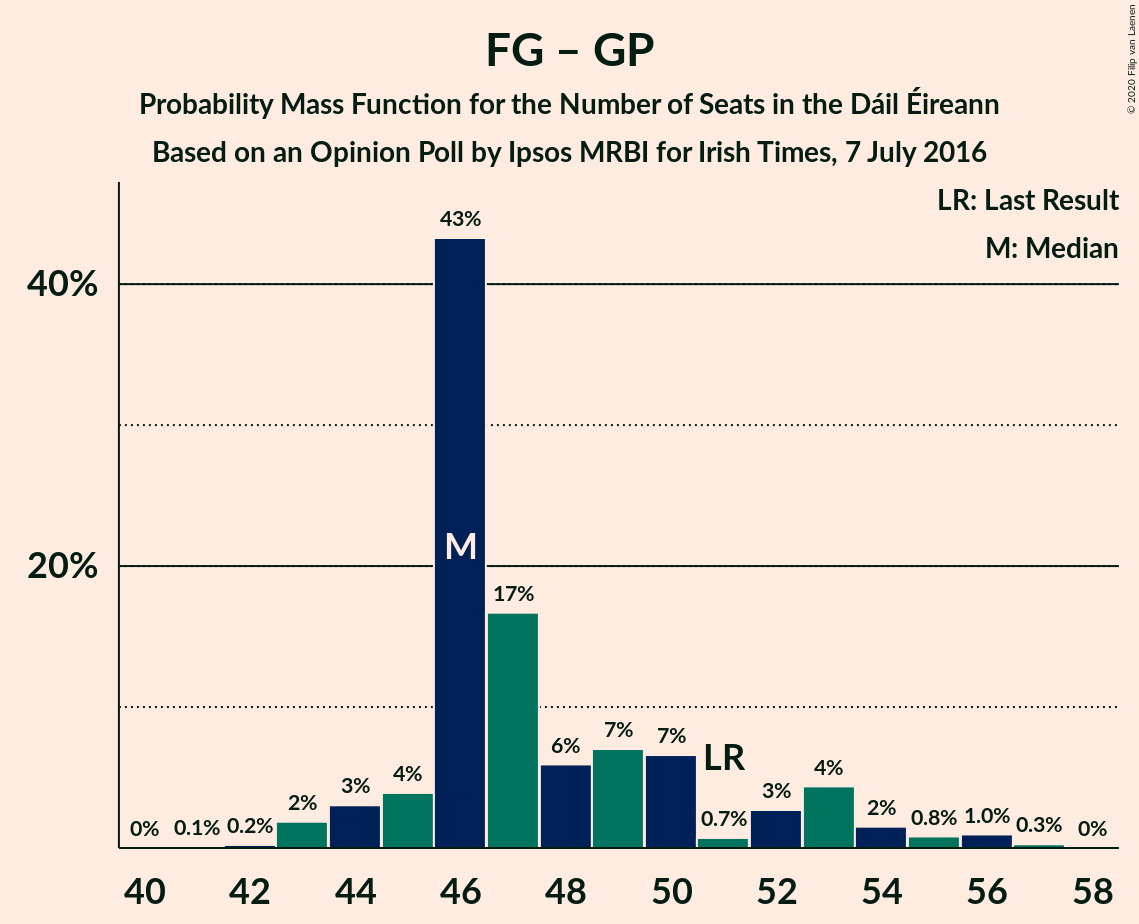 FG – GP
Probability Mass Function for the Number of Seats in the Dáil Éireann
Based on an Opinion Poll by Ipsos MRBI for Irish Times, 7 July 2016
© 2020 Filip van Laenen
LR: Last Result
M: Median
40%
20%
0%
0.1%
0.2%
2%
3%
4%
43%
M
17%
6%
7%
7%
LR
0.7%
3%
4%
2%
0.8%
1.0%
0.3%
0%
40 42 44 46 48 50 52 54 56 58